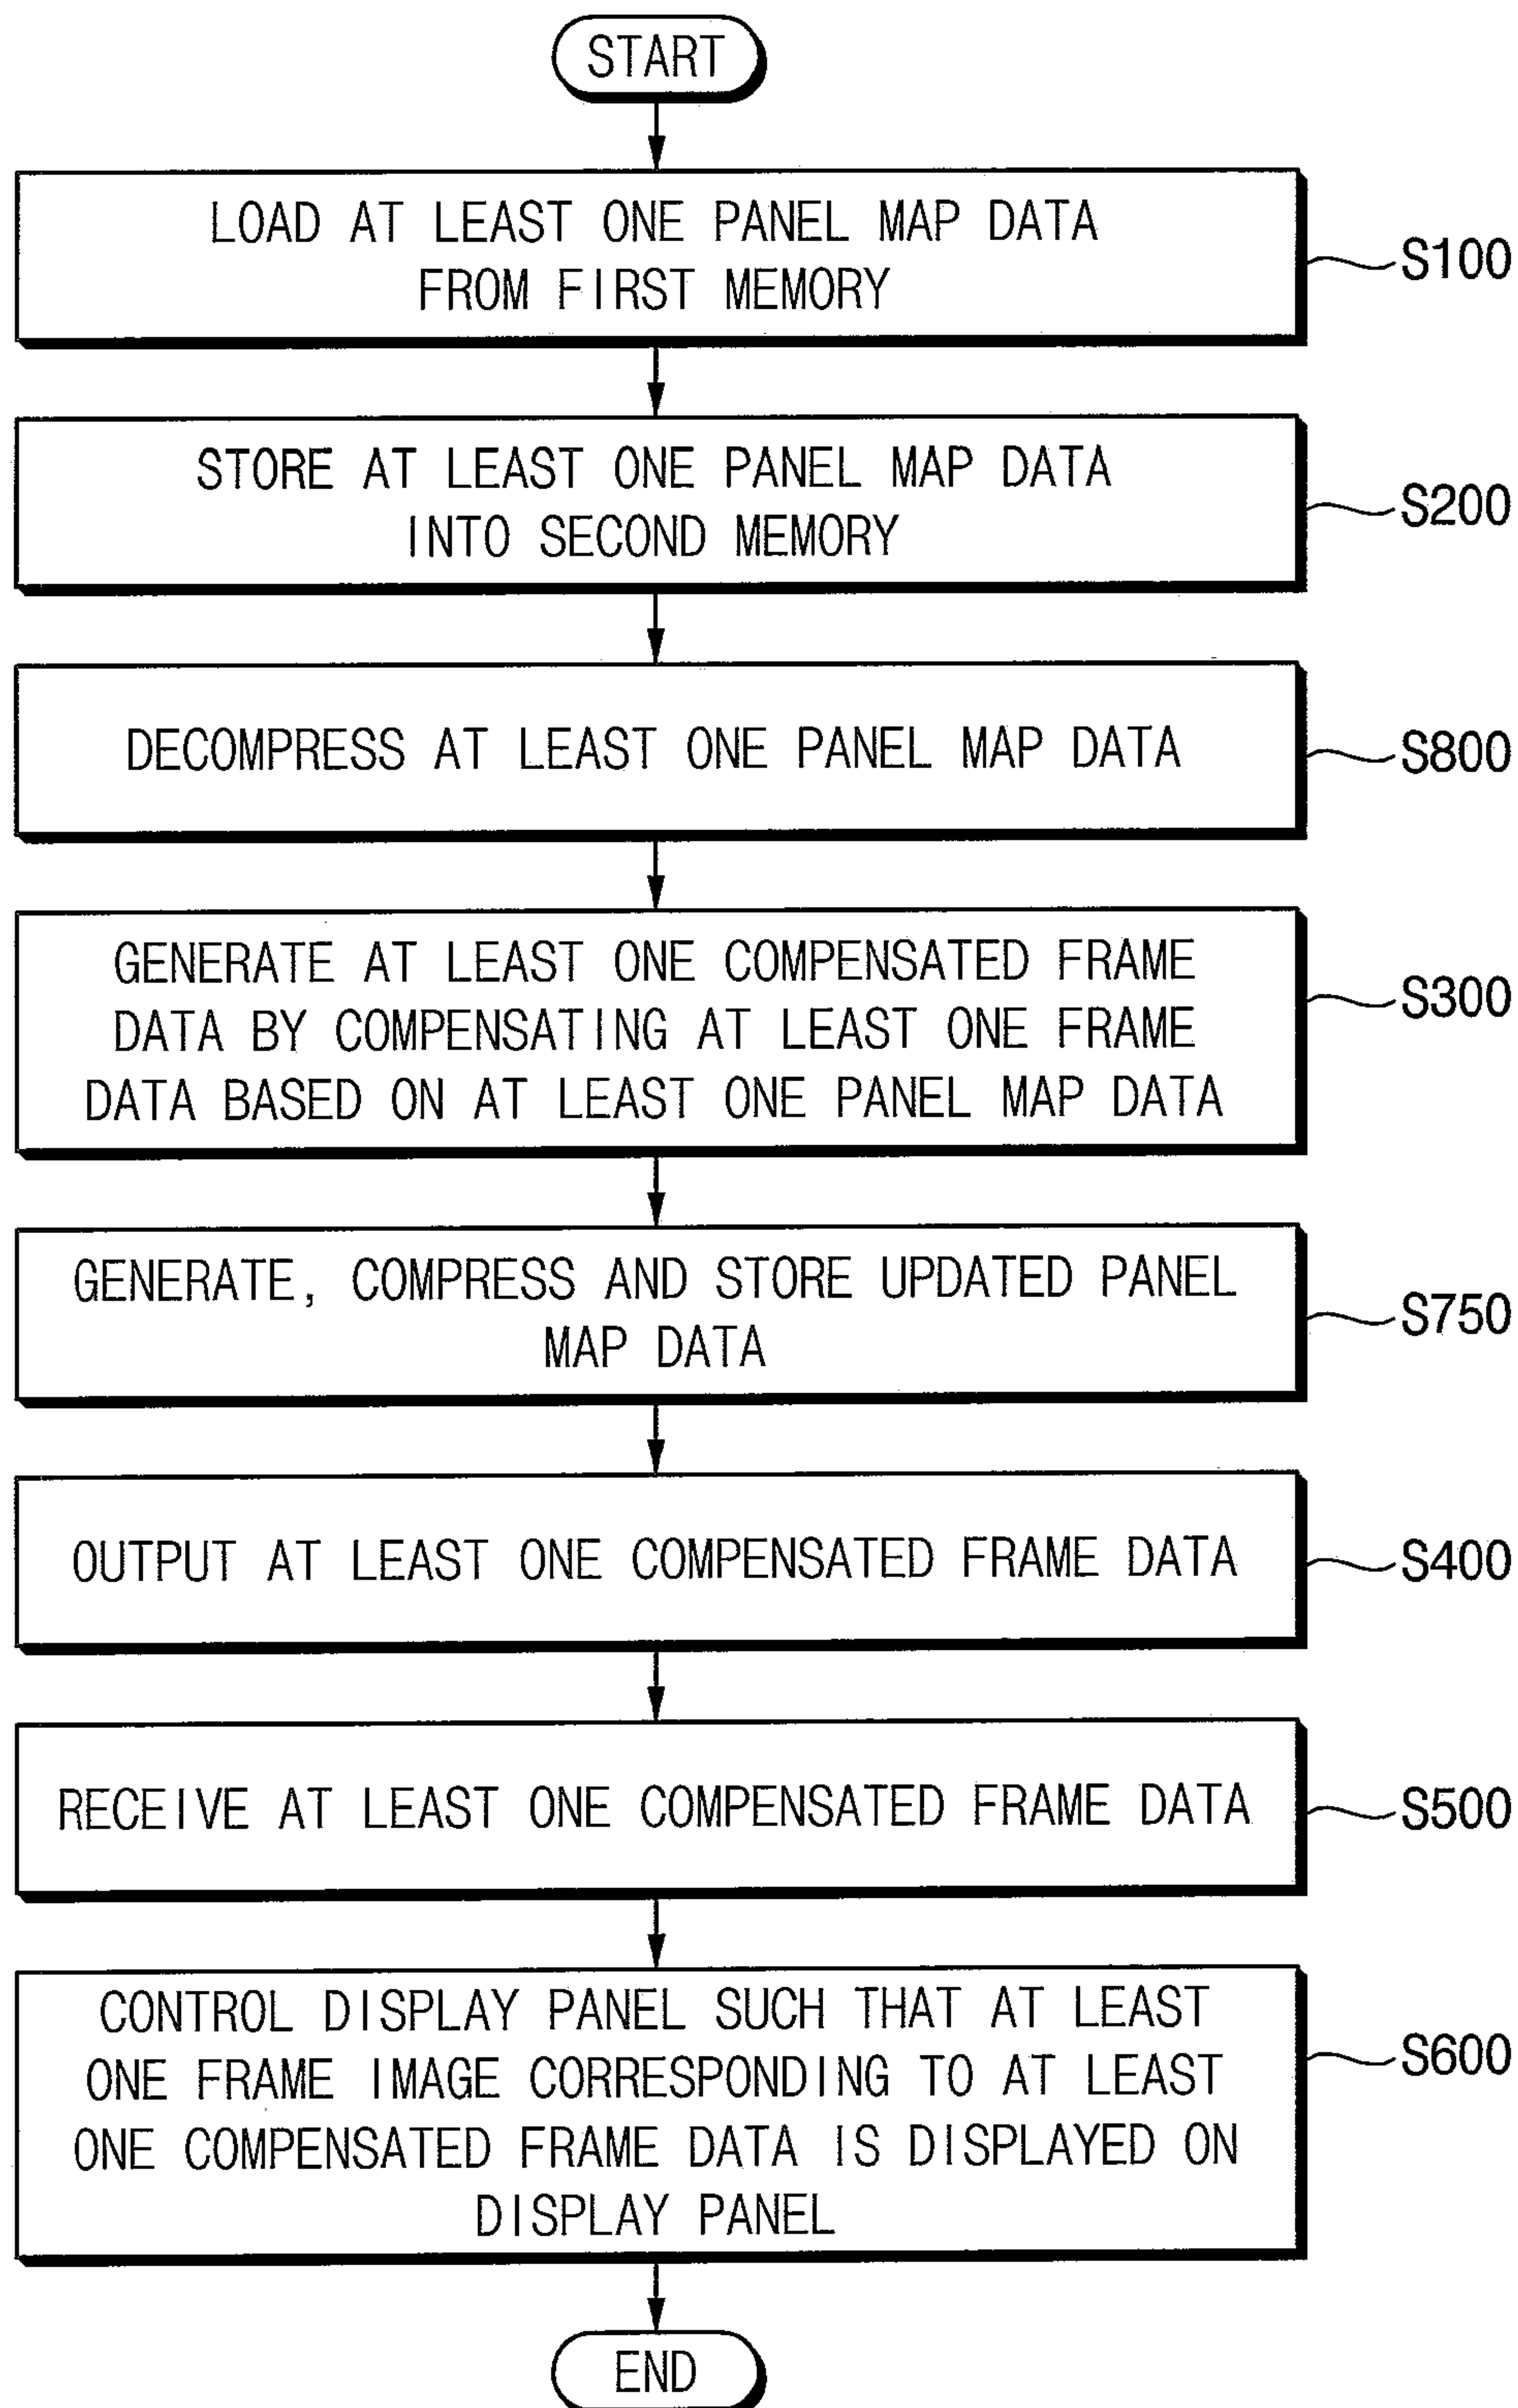 START
LOAD AT LEAST ONE PANEL MAP DATA
FROM FIRST MEMORY
S100
STORE AT LEAST ONE PANEL MAP DATA
INTO SECOND MEMORY
S200
DECOMPRESS AT LEAST ONE PANEL MAP DATA
S800
GENERATE AT LEAST ONE COMPENSATED FRAME
DATA BY COMPENSATING AT LEAST ONE FRAME
DATA BASED ON AT LEAST ONE PANEL MAP DATA
S300
GENERATE, COMPRESS AND STORE UPDATED PANEL
MAP DATA
S750
OUTPUT AT LEAST ONE COMPENSATED FRAME DATA
S400
RECEIVE AT LEAST ONE COMPENSATED FRAME DATA
S500
CONTROL DISPLAY PANEL SUCH THAT AT LEAST
ONE FRAME IMAGE CORRESPONDING TO AT LEAST
ONE COMPENSATED FRAME DATA IS DISPLAYED ON
DISPLAY PANEL
S600
END